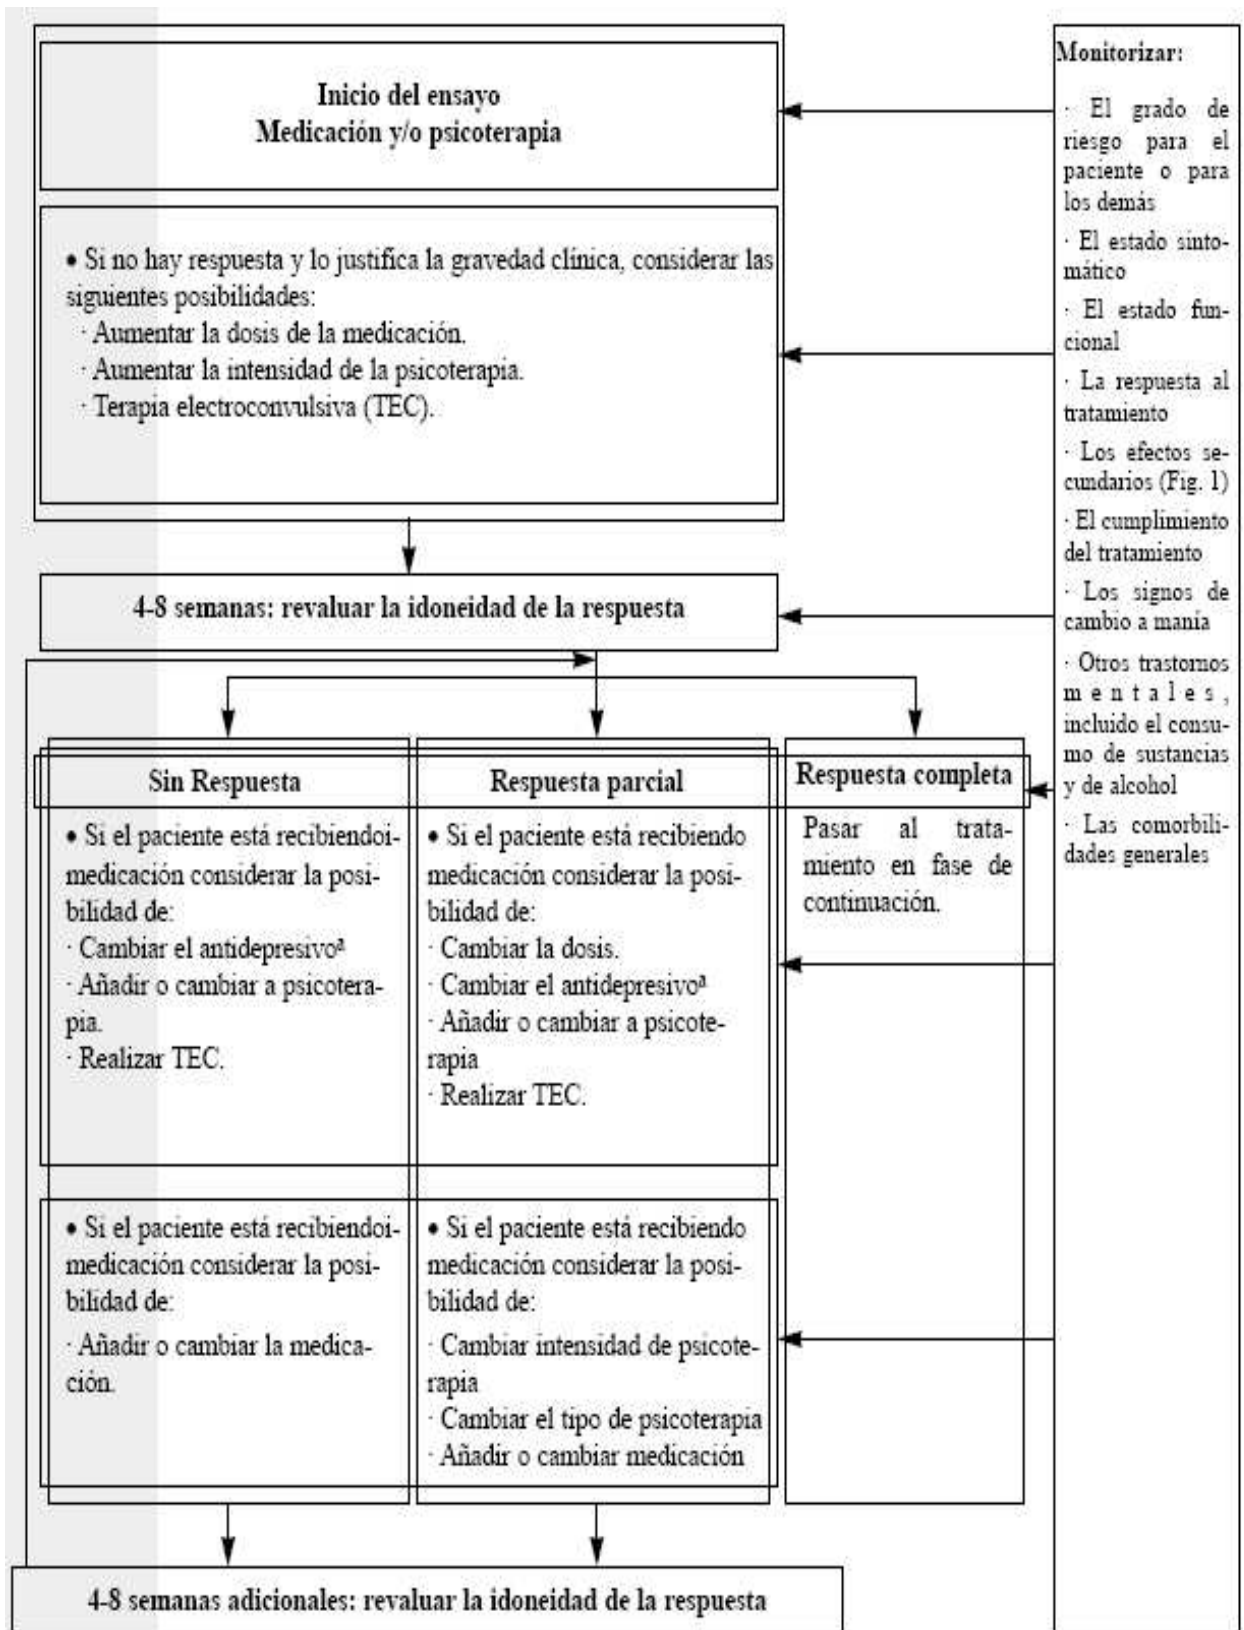 Inicio del ensayo
Medicación y/o psicoterapia
• Si no hay respuesta y lo justifica la gravedad clínica, considerar las
siguientes posibilidades:
· Aumentar la dosis de la medicación.
· Aumentar la intensidad de la psicoterapia.
· Terapia electroconvulsiva (TEC).
4-8 semanas: revaluar la idoneidad de la respuesta
Sin Respuesta
• Si el paciente está recibiendoi-
medicación considerar la posi-
bilidad de:
· Cambiar el antidepresivoª
· Añadir o cambiar a psicotera-
pia.
· Realizar TEC.
• Si el paciente está recibiendoi-
medicación considerar la posi-
bilidad de:
· Añadir o cambiar la medica-
ción.
Respuesta parcial
• Si el paciente está recibiendo
medicación considerar la posi-
bilidad de:
· Cambiar la dosis.
· Cambiar el antidepresivoª
· Añadir o cambiar a psicote-
rapia
· Realizar TEC.
• Si el paciente está recibiendo
medicación considerar la posi-
bilidad de:
· Cambiar intensidad de psicote-
rapia
· Cambiar el tipo de psicoterapia
· Añadir o cambiar medicación
Respuesta completa
Pasar al trata-
miento en fase de
continuación.
4-8 semanas adicionales: revaluar la idoneidad de la respuesta
Monitorizar:
· El grado de
riesgo para el
paciente o para
los demás
· El estado sinto-
mático
· El estado fun-
cional
· La respuesta al
tratamiento
· Los efectos se-
cundarios (Fig. 1)
· El cumplimiento
del tratamiento
· Los signos de
cambio a manía
· Otros trastornos
mentales,
incluido el consu-
mo de sustancias
y de alcohol
· Las comorbili-
dades generales